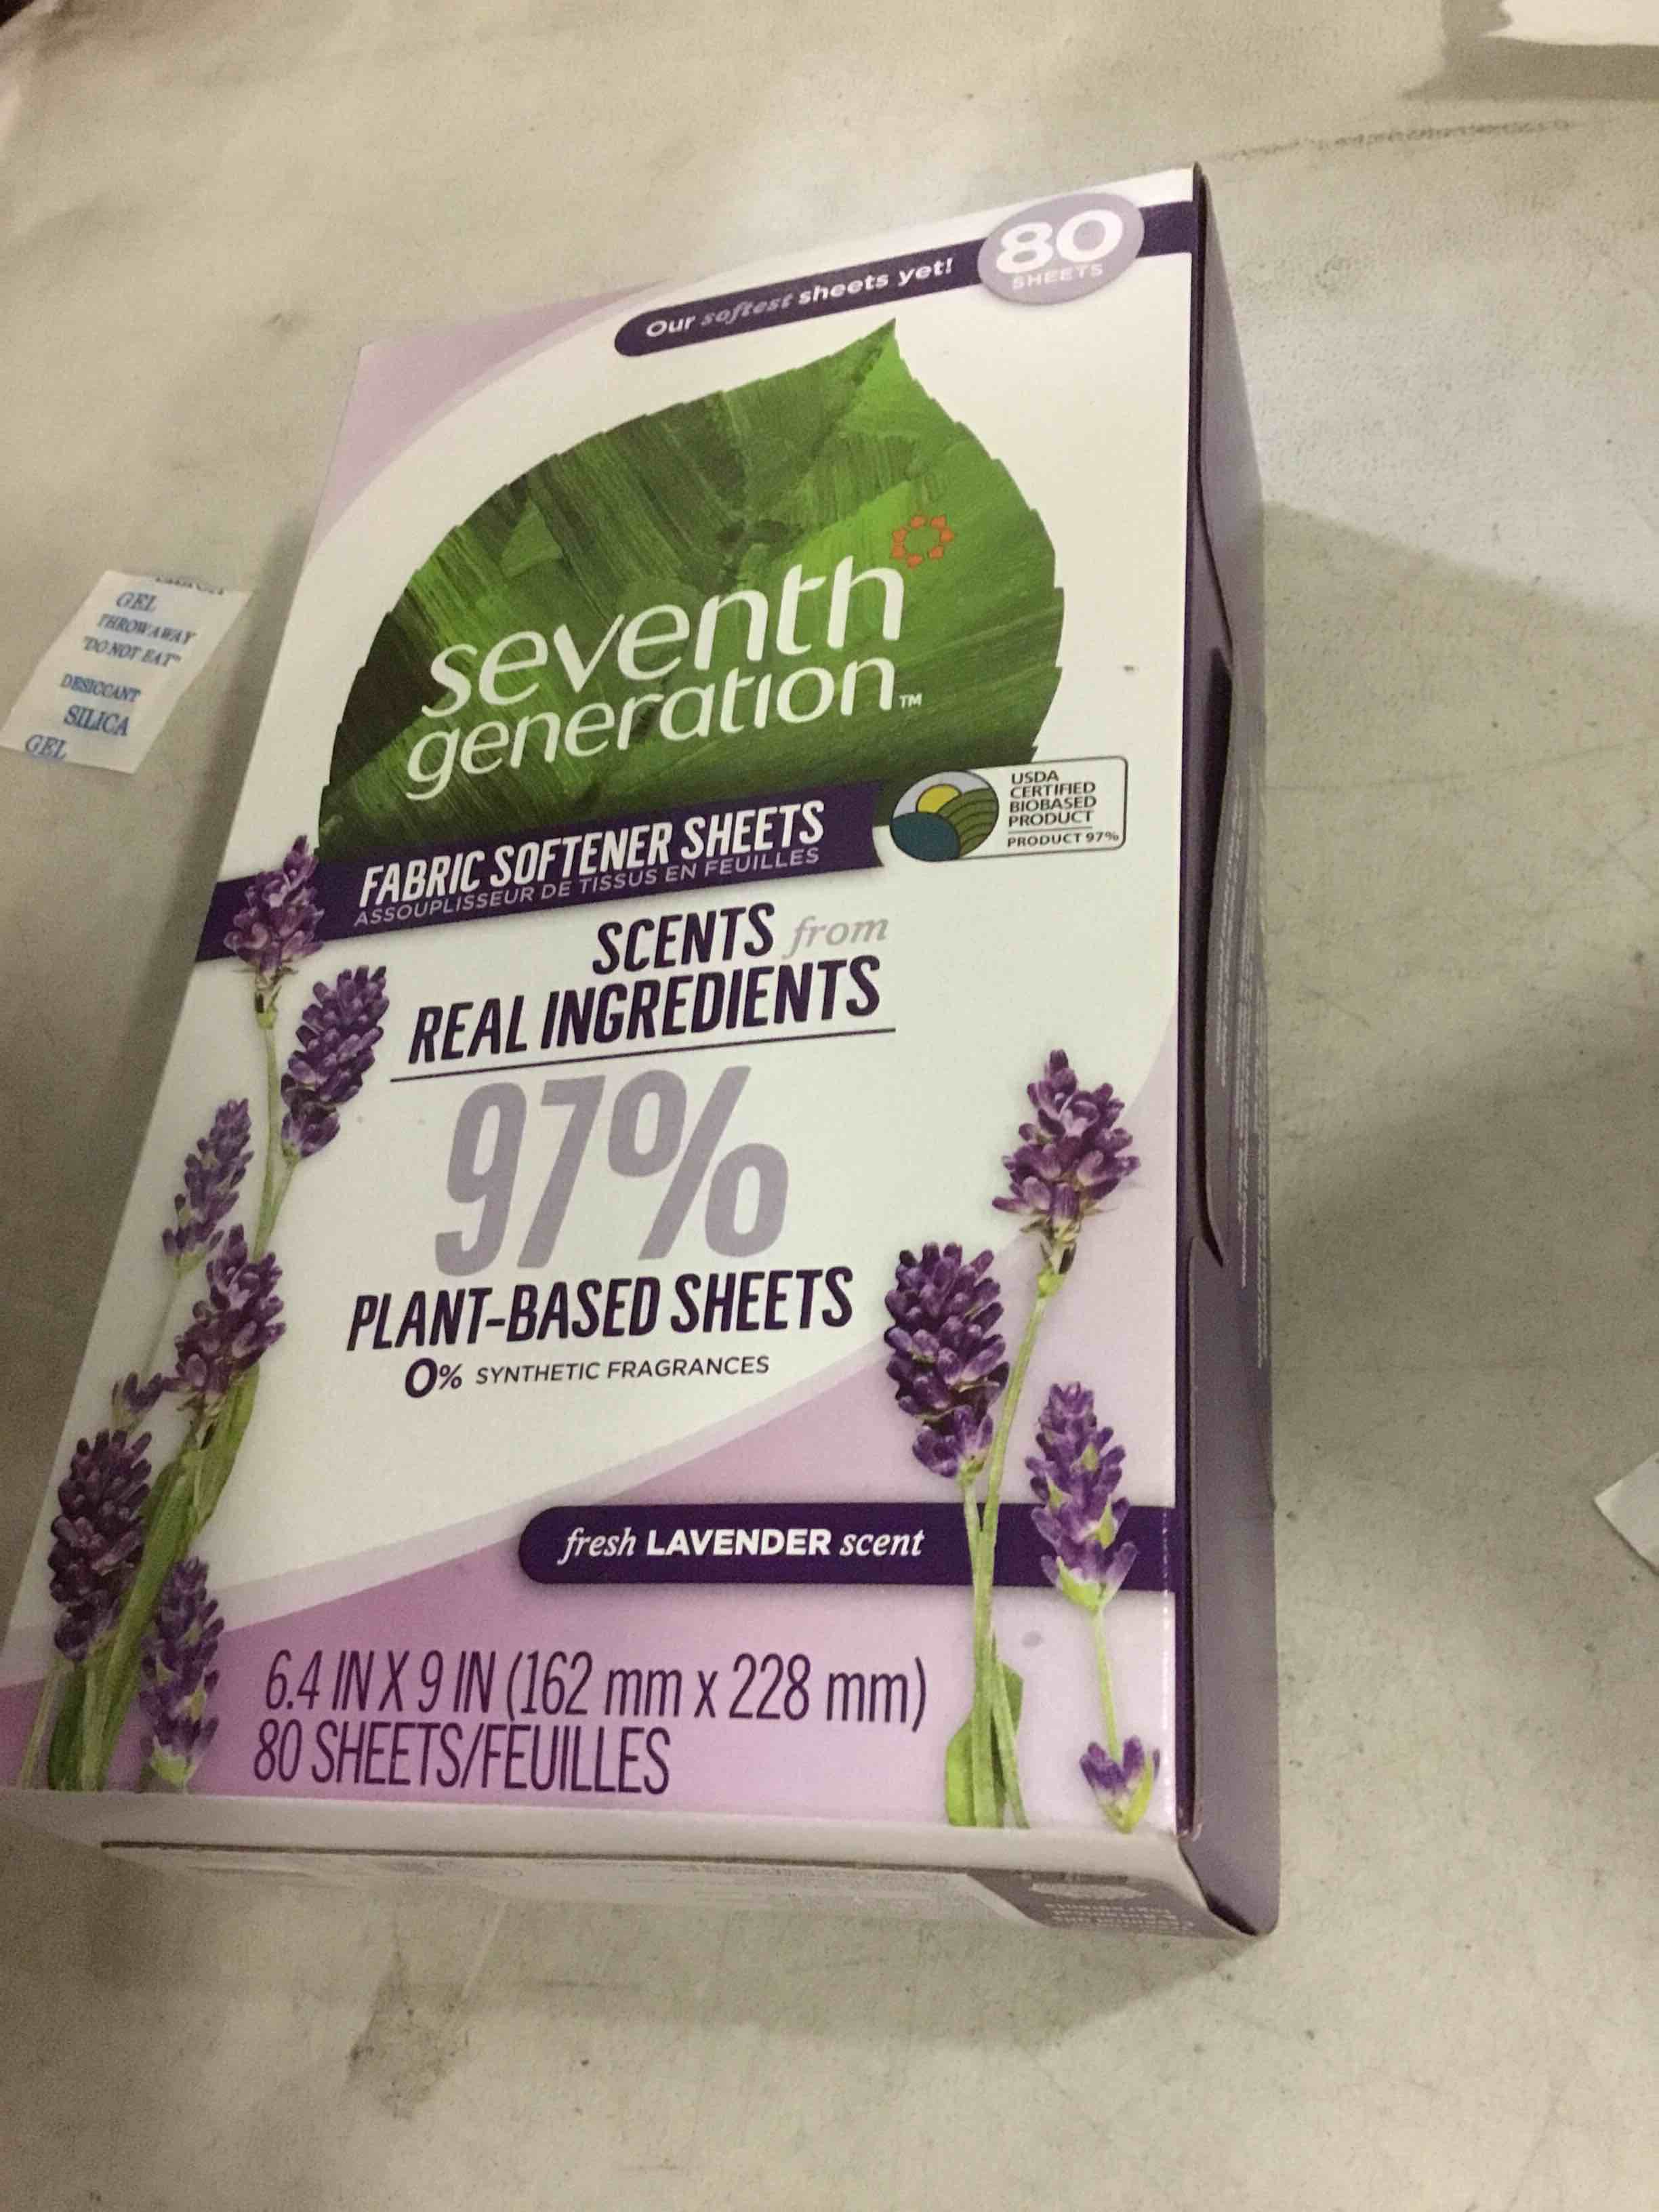 Our softest sheets yet!
80
SHEETS
seventh
generation™
USDA
CERTIFIED
BIOBASED
PRODUCT
PRODUCT 97%
FABRIC SOFTENER SHEETS
ASSOUPLISSEUR DE TISSUS EN FEUILLES
SCENTS from
REAL INGREDIENTS
97%
PLANT-BASED SHEETS
0% SYNTHETIC FRAGRANCES
fresh LAVENDER scent
6.4 IN X 9 IN (162 mm x 228 mm)
80 SHEETS/FEUILLES
GEL
THROW AWAY
"DO NOT EAT"
DESICCANT
SILICA
GEL